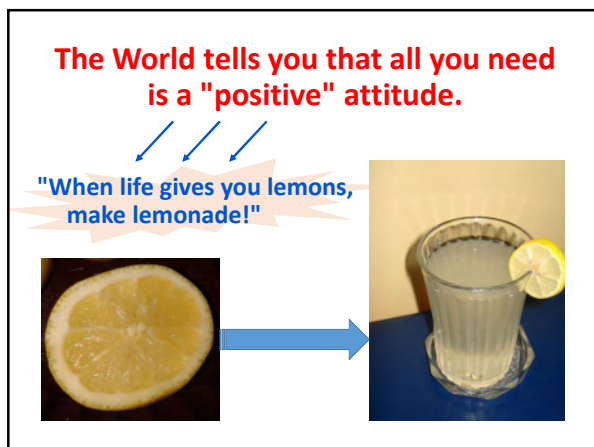 The World tells you that all you need
is a "positive" attitude.
"When life gives you lemons,
make lemonade!"